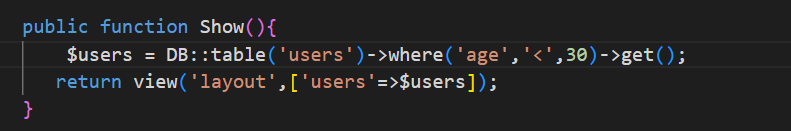 public function Show(){
$users = DB::table('users')->where('age','<',30)->get();
return view('layout',['users'=>$users]);
}